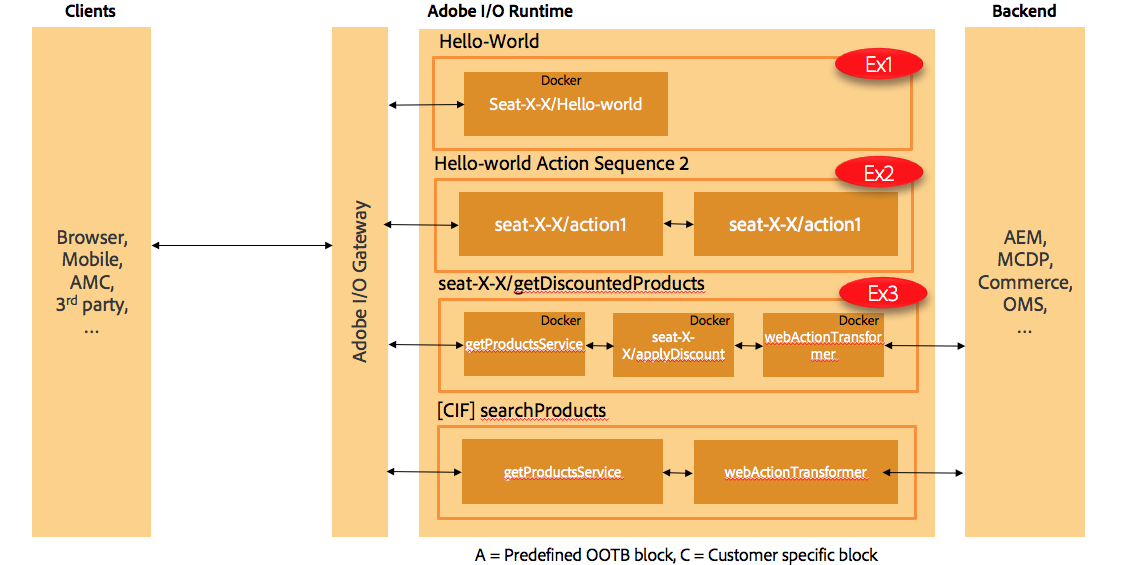 Clients
Adobe I/O Runtime
Backend
Browser,
Mobile,
AMC,
3rd party,
...
Adobe I/O Gateway
Hello-World
Ex1
Docker
Seat-X-X/Hello-world
Hello-world Action Sequence 2
Ex2
seat-X-X/action1
seat-X-X/action1
seat-X-X/getDiscountedProducts
Ex3
Docker
getProductsService
Docker
seat-X-
X/applyDiscount
Docker
webActionTransfor
mer
[CIF] searchProducts
getProductsService
webActionTransformer
AEM,
MCDP,
Commerce,
OMS,
...
A = Predefined OOTB block, C = Customer specific block